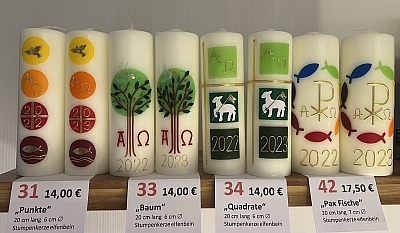 Α Ω
Α Ω
Α Ω
2022
2023
Α Ω
2022
2023
2022
2023
31 14,00 €
„Punkte“
20 cm lang 6 cm ∅
Stumpenkerze elfenbein
33 14,00 €
„Baum“
20 cm lang 6 cm ∅
Stumpenkerze elfenbein
34 14,00 €
„Quadrate“
20 cm lang 6 cm ∅
Stumpenkerze elfenbein
42 17,50 €
„Pax Fische“
20 cm lang 7 cm ∅
Stumpenkerze elfenbein